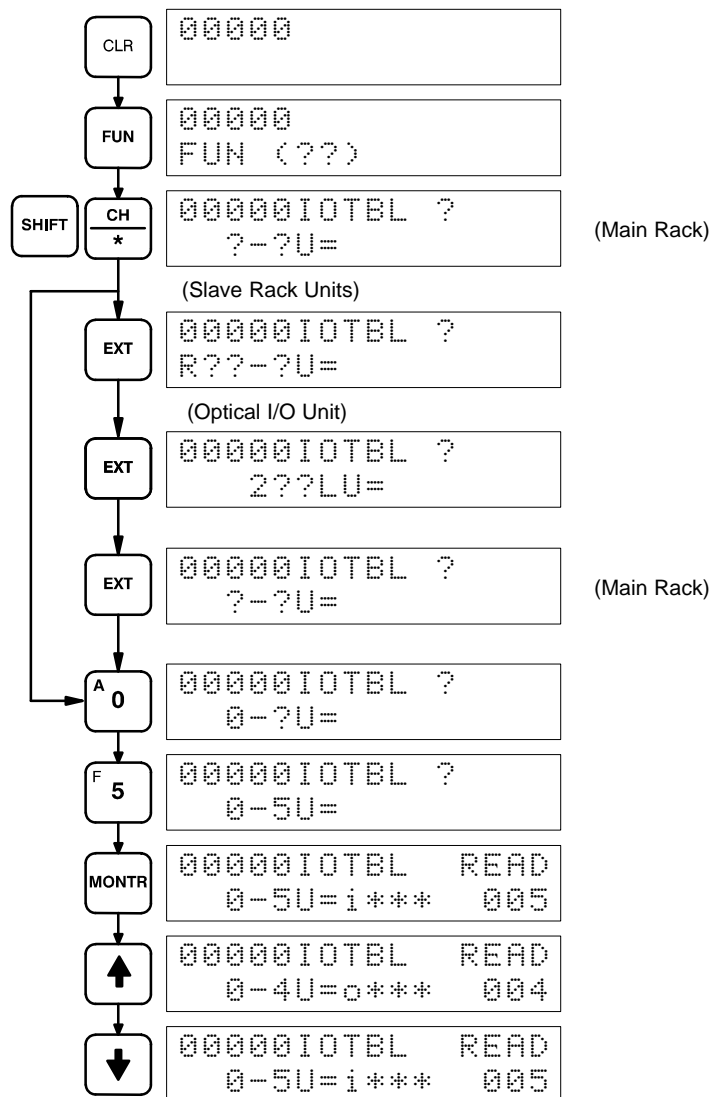 CLR
00000
FUN
00000
FUN (??)
SHIFT
CH
*
00000IOTBL ?
?-?U=
(Main Rack)
(Slave Rack Units)
EXT
00000IOTBL ?
R??-?U=
(Optical I/O Unit)
EXT
00000IOTBL ?
2??LU=
EXT
00000IOTBL ?
?-?U=
(Main Rack)
A
0
00000IOTBL ?
0-?U=
F
5
00000IOTBL ?
0-5U=
MONTR
00000IOTBL READ
0-5U=i*** 005
00000IOTBL READ
0-4U=o*** 004
00000IOTBL READ
0-5U=i*** 005